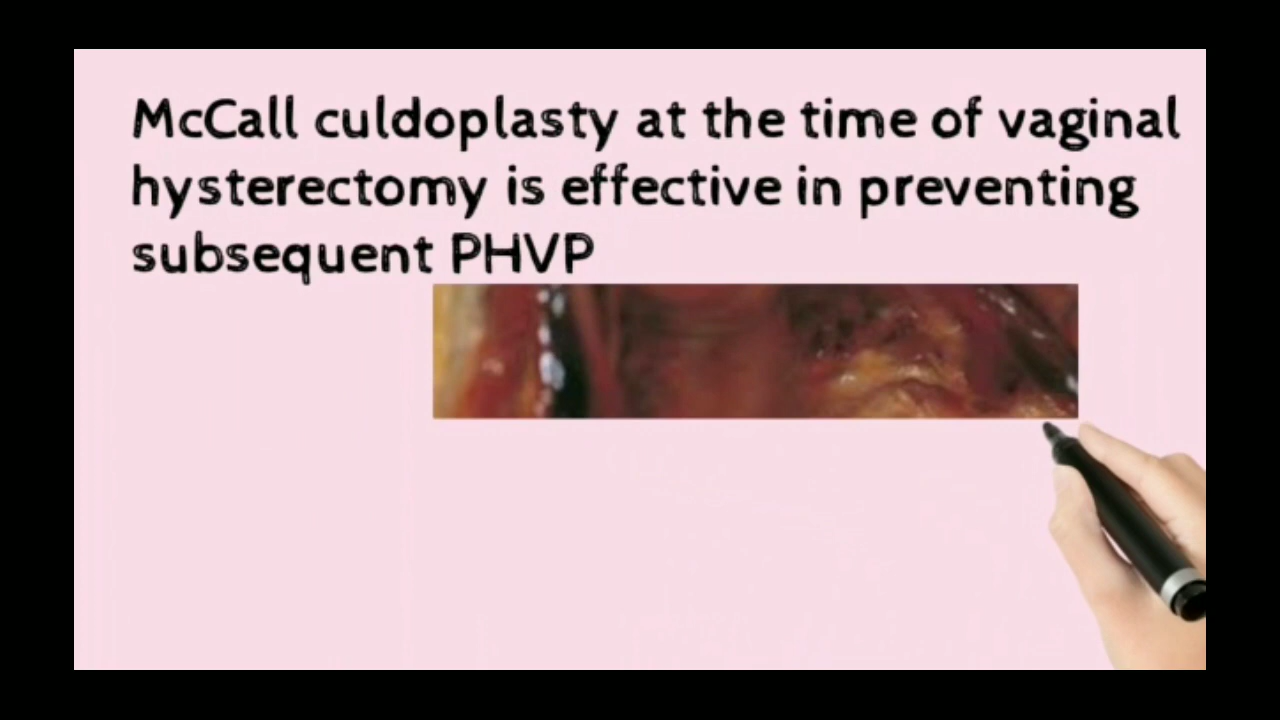 McCall culdoplasty at the time of vaginal
hysterectomy is effective in preventing
subsequent PHVP